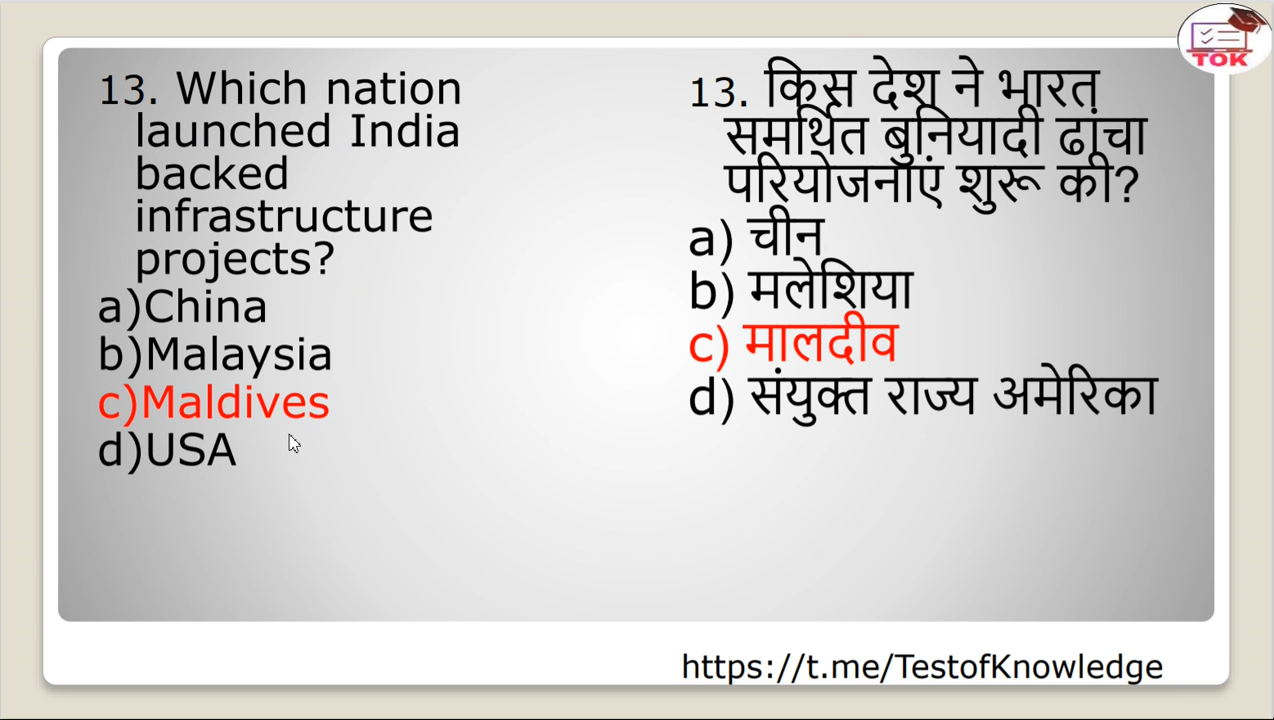 TOK
13. Which nation
launched India
backed
infrastructure
projects?
a)China
b)Malaysia
c)Maldives
d)USA
13. किस देश ने भारत
समर्थित बुनियादी ढांचा
परियोजनाएं शुरू की?
a) चीन
b) मलेशिया
c) मालदीव
d) संयुक्त राज्य अमेरिका
https://t.me/TestofKnowledge